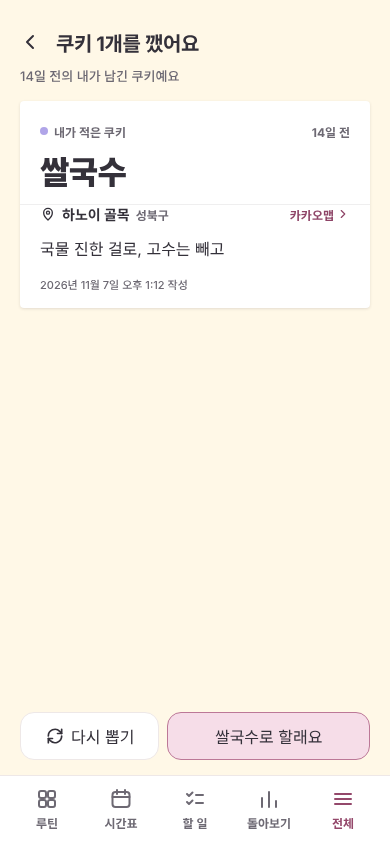 쿠키 1개를 깼어요
14일 전의 내가 남긴 쿠키예요
내가 적은 쿠키 14일 전
쌀국수
하노이 골목 성북구 카카오맵
국물 진한 걸로, 고수는 빼고
2026년 11월 7일 오후 1:12 작성
다시 뽑기 쌀국수로 할래요
루틴 시간표 할 일 돌아보기 전체